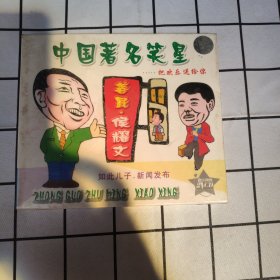 中国著名笑星
……把欢乐送给你
姜昆·侯耀文
如此儿子、新闻发布
ZHONG GUO ZHU MING XIAO XING
2VCD